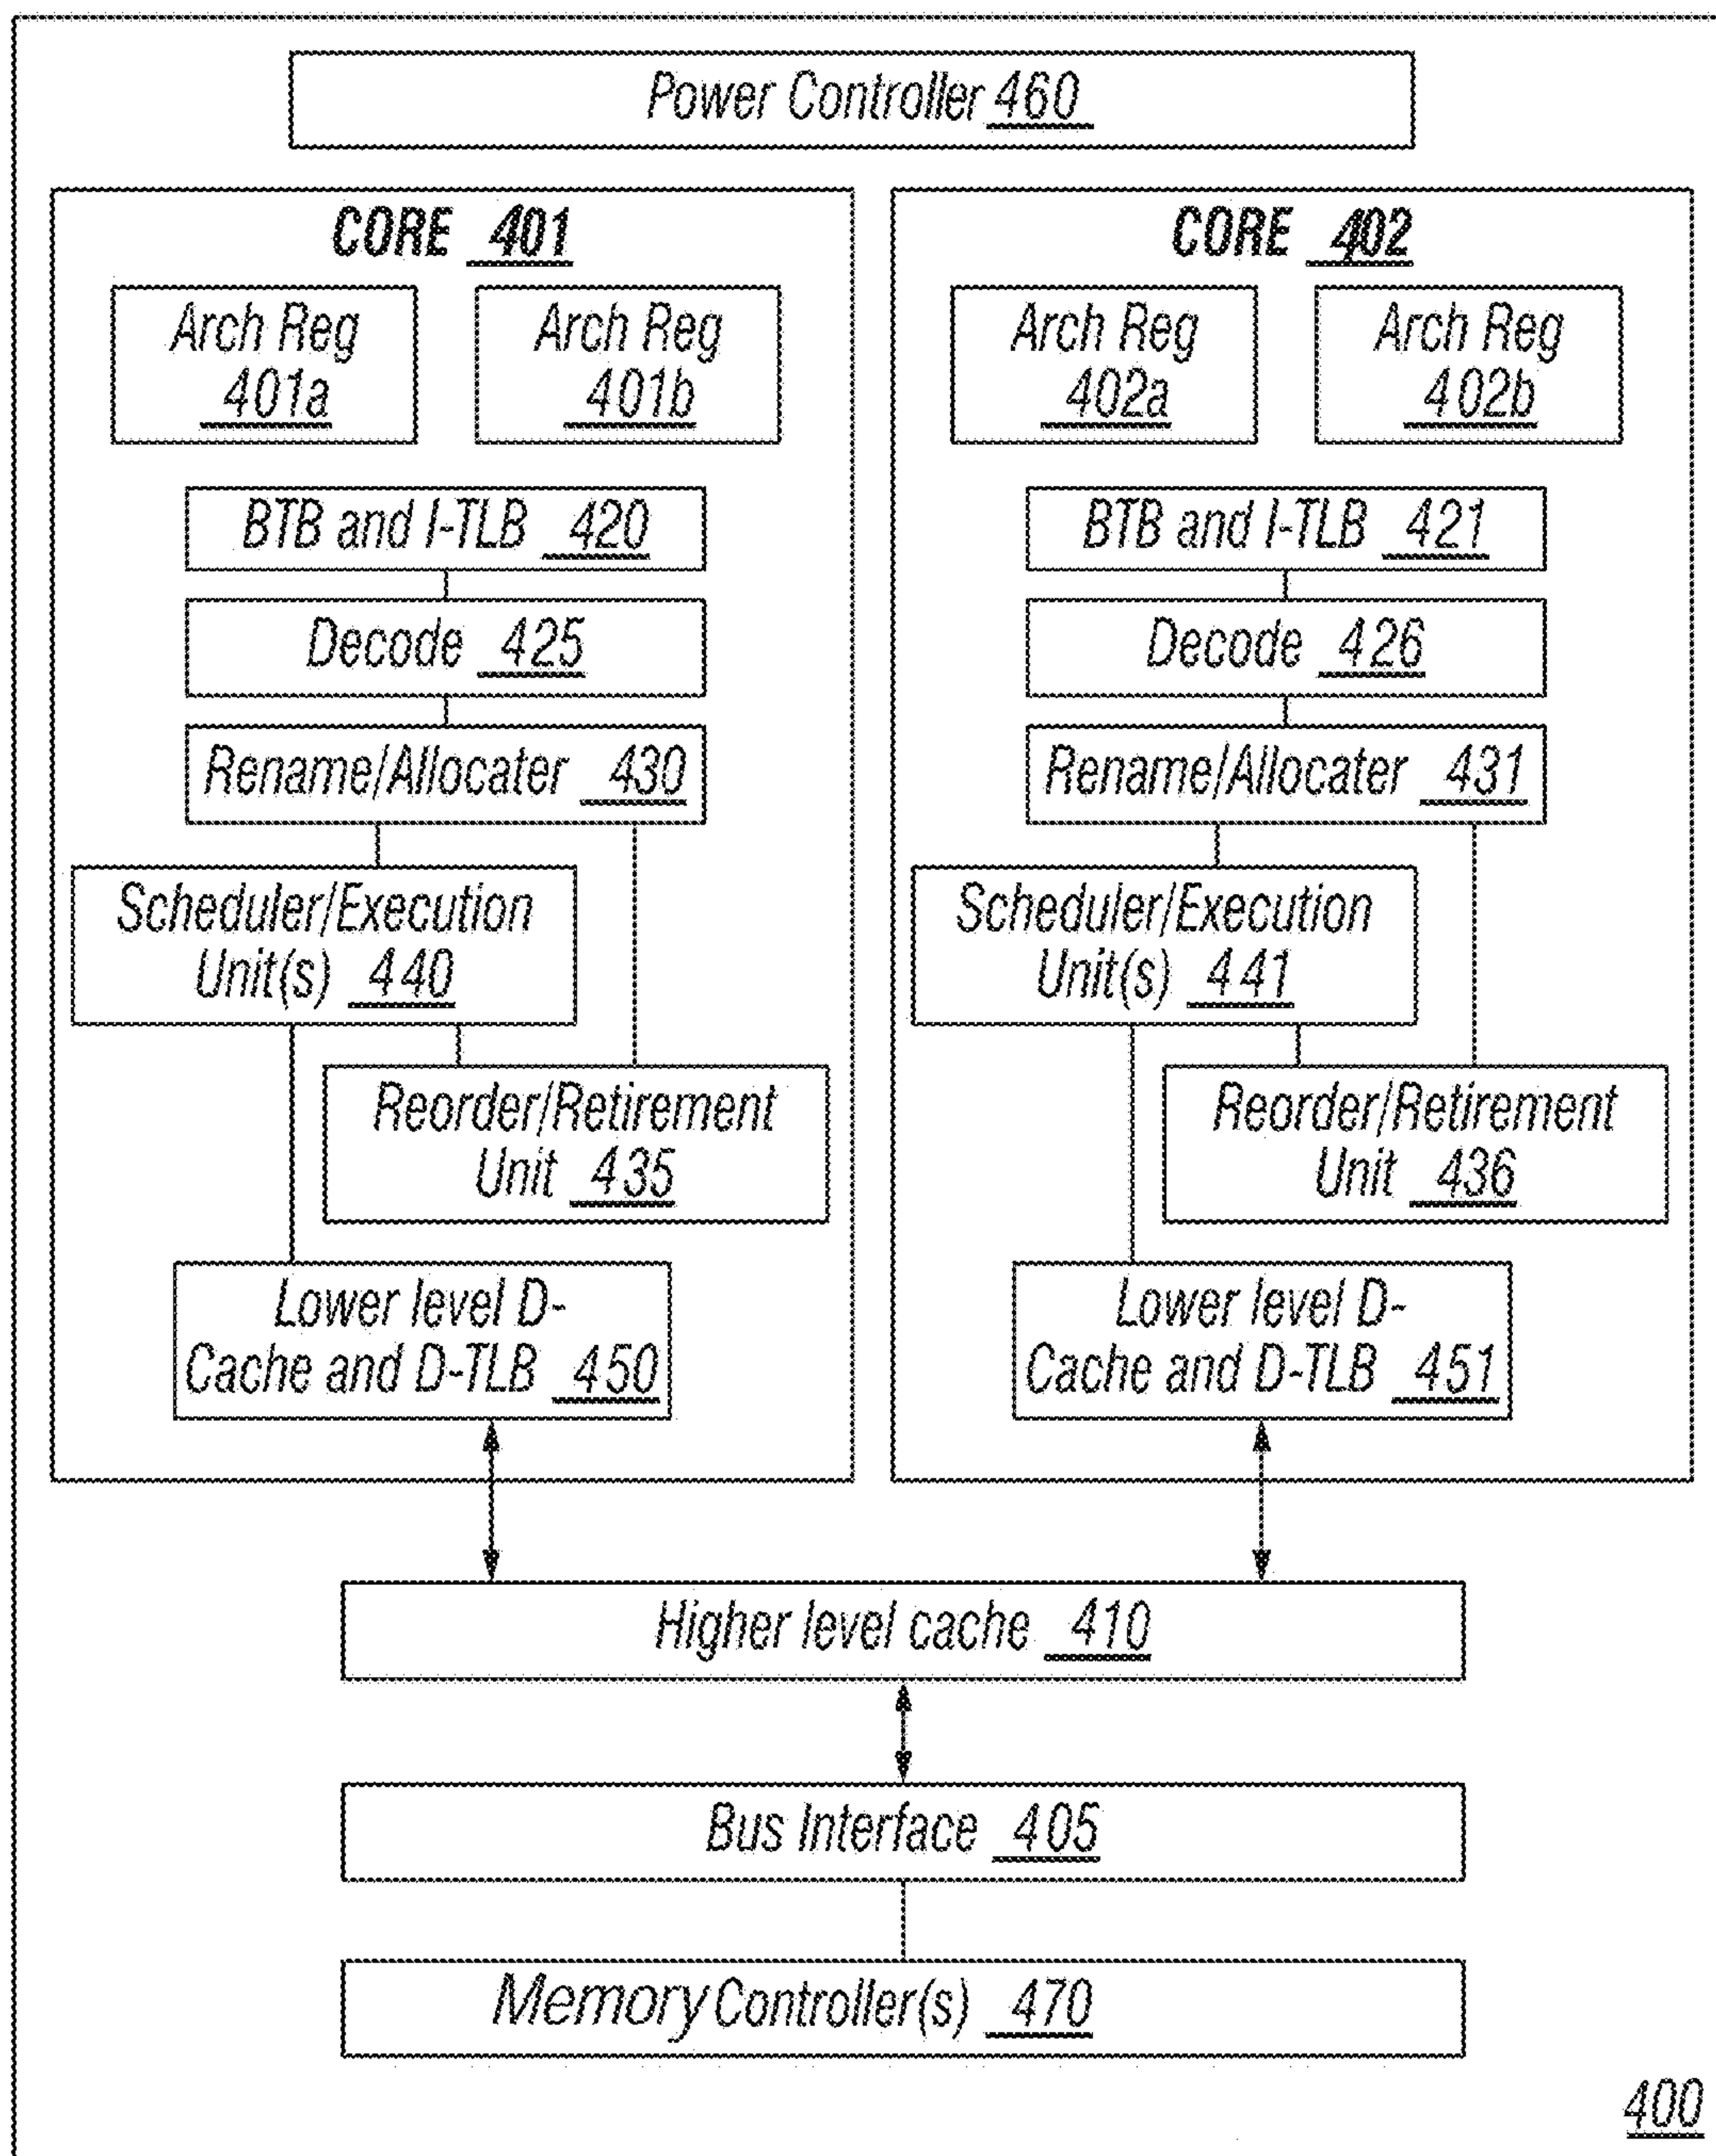 Power Controller 460
CORE 401
Arch Reg
401a
Arch Reg
401b
BTB and I-TLB 420
Decode 425
Rename/Allocater 430
Scheduler/Execution
Unit(s) 440
Reorder/Retirement
Unit 435
Lower level D-
Cache and D-TLB 450
CORE 402
Arch Reg
402a
Arch Reg
402b
BTB and I-TLB 421
Decode 426
Rename/Allocater 431
Scheduler/Execution
Unit(s) 441
Reorder/Retirement
Unit 436
Lower level D-
Cache and D-TLB 451
Higher level cache 410
Bus Interface 405
Memory Controller(s) 470
400